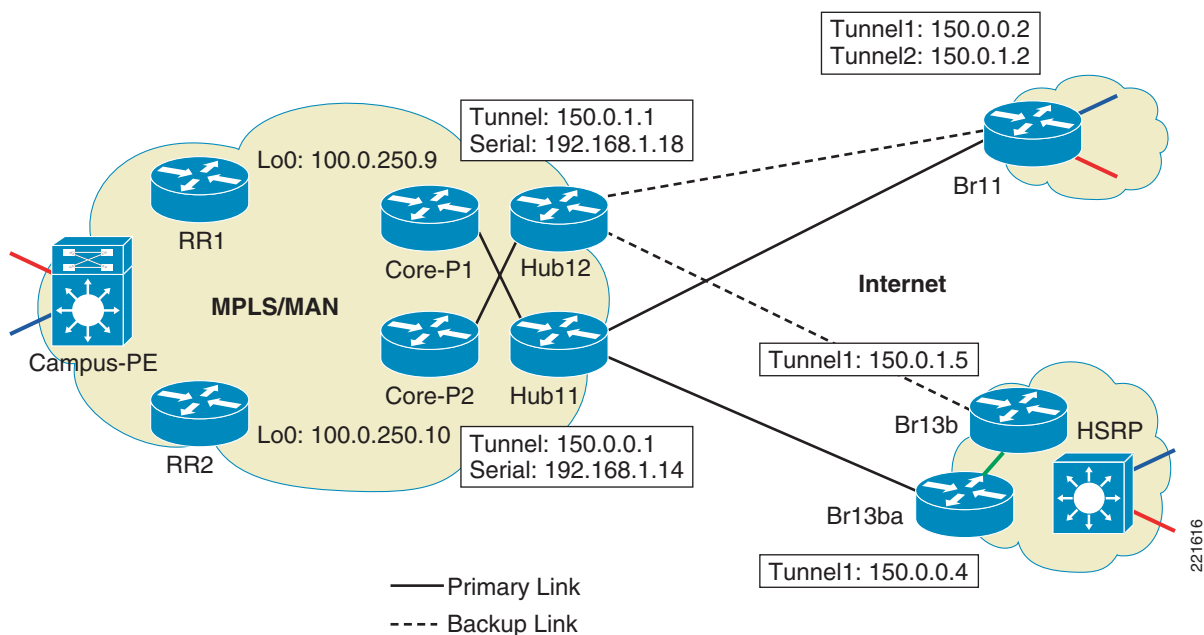 Tunnel1: 150.0.0.2
Tunnel2: 150.0.1.2
Tunnel: 150.0.1.1
Serial: 192.168.1.18
Lo0: 100.0.250.9
Br11
RR1
Core-P1
Hub12
MPLS/MAN
Internet
Campus-PE
Tunnel1: 150.0.1.5
Core-P2
Hub11
Br13b
HSRP
RR2
Lo0: 100.0.250.10
Tunnel: 150.0.0.1
Serial: 192.168.1.14
Br13ba
Tunnel1: 150.0.0.4
221616
Primary Link
Backup Link